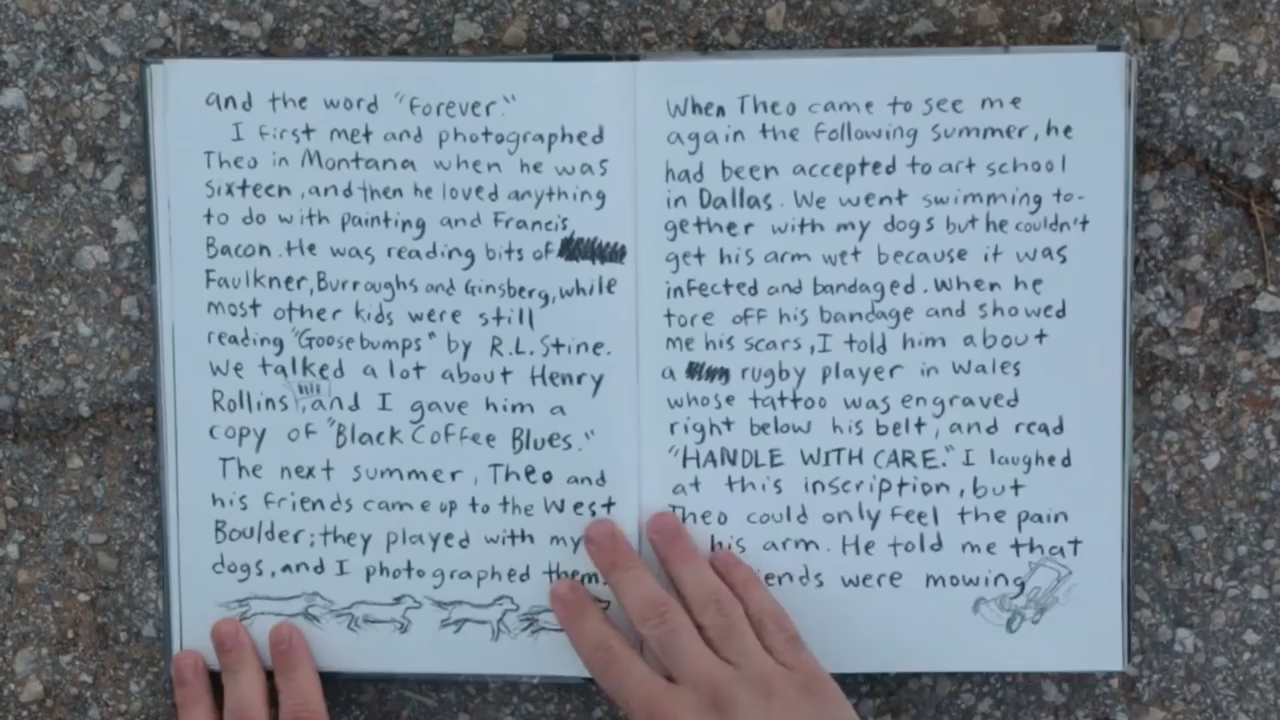 and the word "Forever."
I first met and photographed
Theo in Montana when he was
sixteen, and then he loved anything
to do with painting and Francis
Bacon. He was reading bits of
Faulkner, Burroughs and Ginsberg, while
most other kids were still
reading "Goosebumps" by R.L. Stine.
We talked a lot about Henry
Rollins, and I gave him a
copy of "Black Coffee Blues."
The next summer, Theo and
his friends came up to the West
Boulder; they played with my
dogs, and I photographed them.
When Theo came to see me
again the following summer, he
had been accepted to art school
in Dallas. We went swimming to-
gether with my dogs but he couldn't
get his arm wet because it was
infected and bandaged. When he
tore off his bandage and showed
me his scars, I told him about
a rugby player in Wales
whose tattoo was engraved
right below his belt, and read
"HANDLE WITH CARE." I laughed
at this inscription, but
Theo could only feel the pain
his arm. He told me that
iends were mowing